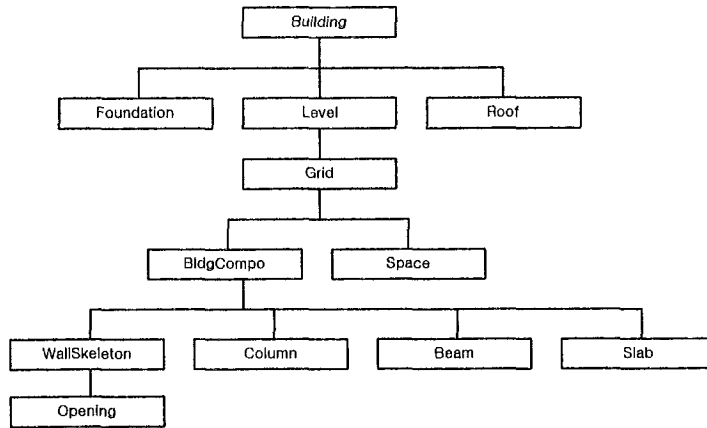 Building
Foundation
Level
Roof
Grid
BldgCompo
Space
WallSkeleton
Column
Beam
Slab
Opening